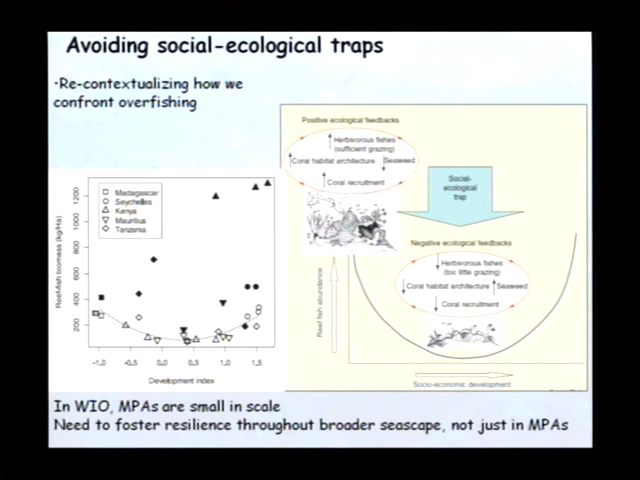 Avoiding social-ecological traps
•Re-contextualizing how we
confront overfishing
Positive ecological feedbacks
Herbivorous fishes
(sufficient grazing)
Coral habitat architecture
Seaweed
Coral recruitment
Social-
ecological
trap
Negative ecological feedbacks
Herbivorous fishes
(too little grazing)
Coral habitat architecture
Seaweed
Coral recruitment
Reef fish abundance
Socio-economic development
Reef-fish biomass (kg/Ha)
1200
1000
800
600
400
200
Madagascar
Seychelles
Kenya
Mauritius
Tanzania
-1,0 -0,5 0,0 0,5 1,0 1,5
Development index
In WIO, MPAs are small in scale
Need to foster resilience throughout broader seascape, not just in MPAs